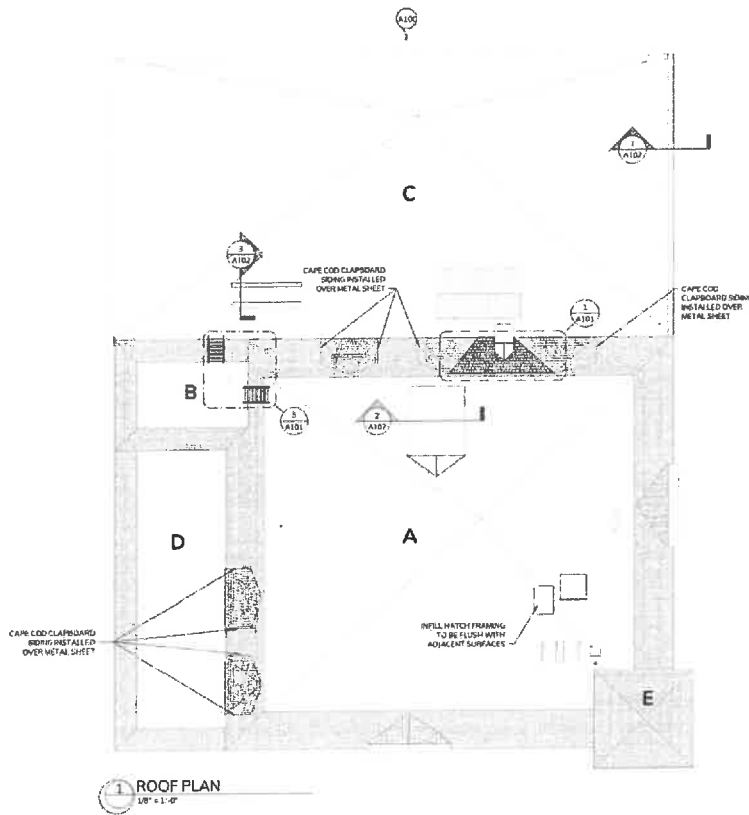 A100
1
1
A102
C
3
A102
CAPE COD CLAPBOARD
SIDING INSTALLED
OVER METAL SHEET
CAPE COD
CLAPBOARD SIDING
INSTALLED OVER
METAL SHEET
1
A101
B
3
A101
2
A102
D
A
CAPE COD CLAPBOARD
SIDING INSTALLED
OVER METAL SHEET
INFILL HATCH FRAMING
TO BE FLUSH WITH
ADJACENT SURFACES
E
1
ROOF PLAN
1/8" = 1'-0"